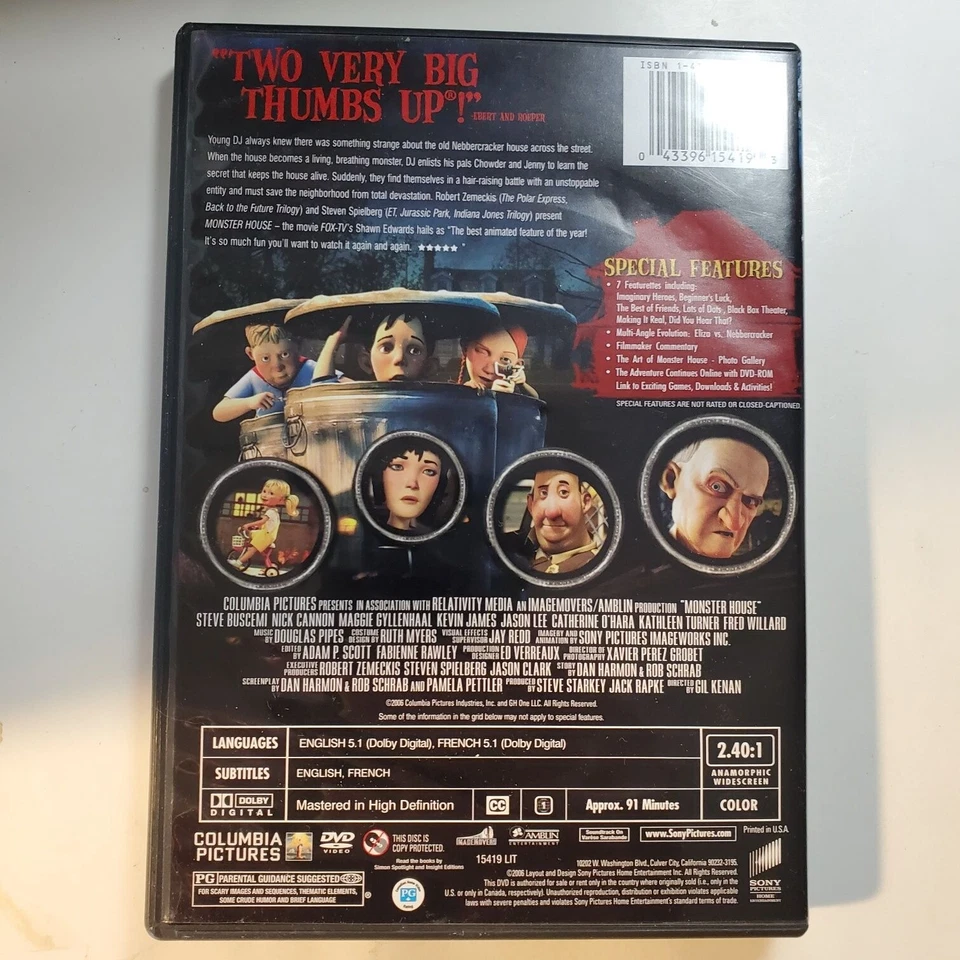 ""TWO VERY BIG
THUMBS UP®!"
-EBERT AND ROEPER
ISBN 1-4
0 43396 15419 3
Young DJ always knew there was something strange about the old Nebbercracker house across the street.
When the house becomes a living, breathing monster, DJ enlists his pals Chowder and Jenny to learn the
secret that keeps the house alive. Suddenly, they find themselves in a hair-raising battle with an unstoppable
entity and must save the neighborhood from total devastation. Robert Zemeckis (The Polar Express,
Back to the Future Trilogy) and Steven Spielberg (ET, Jurassic Park, Indiana Jones Trilogy) present
MONSTER HOUSE – the movie FOX-TV's Shawn Edwards hails as "The best animated feature of the year!
It's so much fun you'll want to watch it again and again. ★★★★★ "
SPECIAL FEATURES
• 7 Featurettes including:
Imaginary Heroes, Beginner's Luck,
The Best of Friends, Lots of Dots, Black Box Theater,
Making It Real, Did You Hear That?
• Multi-Angle Evolution: Eliza vs. Nebbercracker
• Filmmaker Commentary
• The Art of Monster House - Photo Gallery
• The Adventure Continues Online with DVD-ROM
Link to Exciting Games, Downloads & Activities!
SPECIAL FEATURES ARE NOT RATED OR CLOSED-CAPTIONED.
COLUMBIA PICTURES PRESENTS IN ASSOCIATION WITH RELATIVITY MEDIA AN IMAGEMOVERS/AMBLIN PRODUCTION "MONSTER HOUSE"
STEVE BUSCEMI NICK CANNON MAGGIE GYLLENHAAL KEVIN JAMES JASON LEE CATHERINE O'HARA KATHLEEN TURNER FRED WILLARD
MUSIC BY DOUGLAS PIPES COSTUME DESIGN BY RUTH MYERS VISUAL EFFECTS SUPERVISOR JAY REDD IMAGERY AND ANIMATION BY SONY PICTURES IMAGEWORKS INC.
EDITED BY ADAM P. SCOTT FABIENNE RAWLEY PRODUCTION DESIGNER ED VERREAUX DIRECTOR OF PHOTOGRAPHY XAVIER PEREZ GROBET
EXECUTIVE PRODUCERS ROBERT ZEMECKIS STEVEN SPIELBERG JASON CLARK STORY BY DAN HARMON & ROB SCHRAB
SCREENPLAY BY DAN HARMON & ROB SCHRAB AND PAMELA PETTLER PRODUCED BY STEVE STARKEY JACK RAPKE DIRECTED BY GIL KENAN
©2006 Columbia Pictures Industries, Inc. and GH One LLC. All Rights Reserved.
Some of the information in the grid below may not apply to special features.
LANGUAGES ENGLISH 5.1 (Dolby Digital), FRENCH 5.1 (Dolby Digital)
SUBTITLES ENGLISH, FRENCH
2.40:1
ANAMORPHIC
WIDESCREEN
DOLBY
DIGITAL
Mastered in High Definition CC 1 Approx. 91 Minutes COLOR
COLUMBIA
PICTURES
DVD
VIDEO
THIS DISC IS
COPY PROTECTED.
IMAGEMOVERS
AMBLIN
ENTERTAINMENT
Soundtrack On
Varèse Sarabande
www.SonyPictures.com
Printed in U.S.A.
Read the books by
Simon Spotlight and Insight Editions
15419 LIT
10202 W. Washington Blvd., Culver City, California 90232-3195.
©2006 Layout and Design Sony Pictures Home Entertainment Inc. All Rights Reserved.
This DVD is authorized for sale or rent only in the country where originally sold (i.e., only in the
U.S. or only in Canada, respectively). Unauthorized reproduction, distribution or exhibition violates applicable
laws with severe penalties and violates Sony Pictures Home Entertainment's standard terms of trade.
PG PARENTAL GUIDANCE SUGGESTED
FOR SCARY IMAGES AND SEQUENCES, THEMATIC ELEMENTS,
SOME CRUDE HUMOR AND BRIEF LANGUAGE
PG
SONY
PICTURES
HOME
ENTERTAINMENT